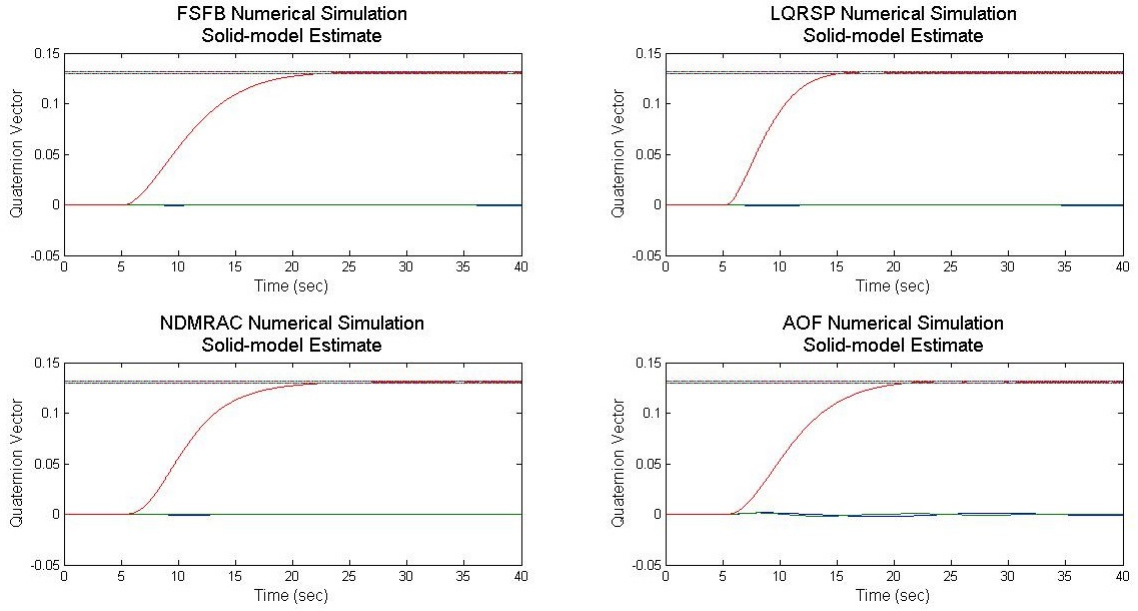 FSFB Numerical Simulation
Solid-model Estimate
Quaternion Vector
0.15
0.1
0.05
0
-0.05
0 5 10 15 20 25 30 35 40
Time (sec)
LQRSP Numerical Simulation
Solid-model Estimate
Quaternion Vector
0.15
0.1
0.05
0
-0.05
0 5 10 15 20 25 30 35 40
Time (sec)
NDMRAC Numerical Simulation
Solid-model Estimate
Quaternion Vector
0.15
0.1
0.05
0
-0.05
0 5 10 15 20 25 30 35 40
Time (sec)
AOF Numerical Simulation
Solid-model Estimate
Quaternion Vector
0.15
0.1
0.05
0
-0.05
0 5 10 15 20 25 30 35 40
Time (sec)